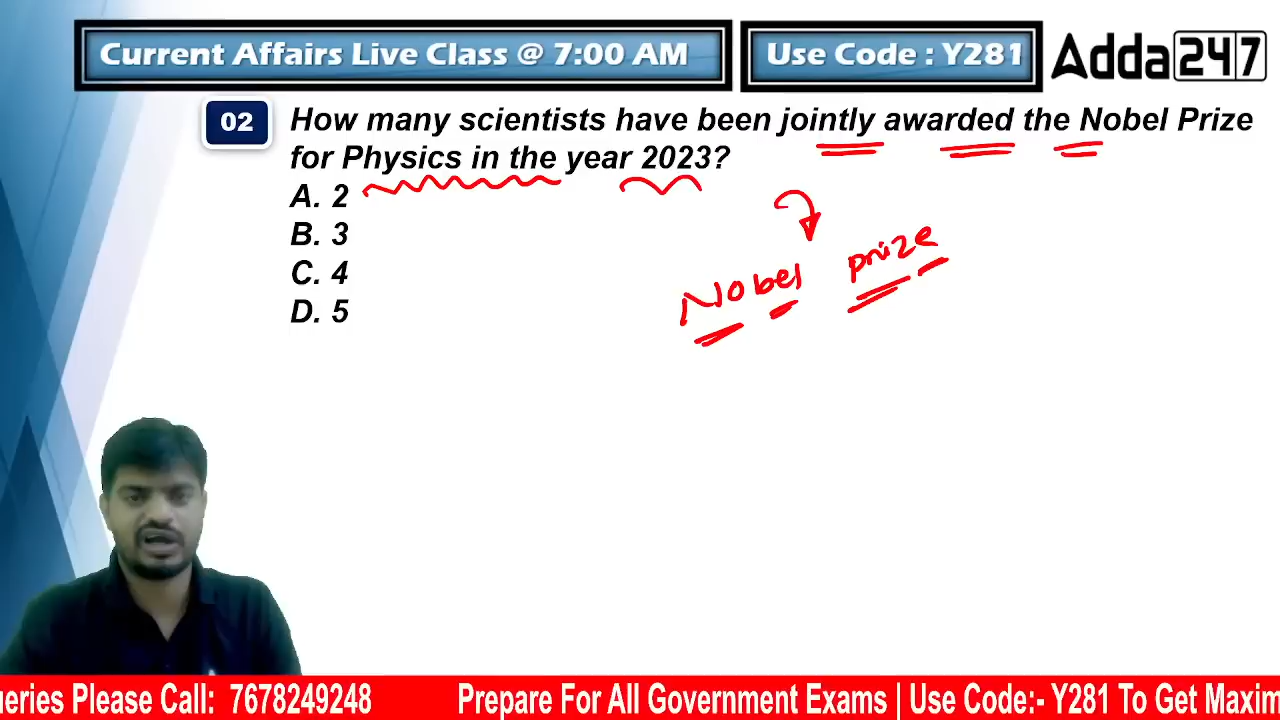 Current Affairs Live Class @ 7:00 AM
Use Code : Y281
Adda247
02
How many scientists have been jointly awarded the Nobel Prize
for Physics in the year 2023?
A. 2
B. 3
C. 4
D. 5
Nobel prize
ueries Please Call: 7678249248 Prepare For All Government Exams | Use Code:- Y281 To Get Maxim